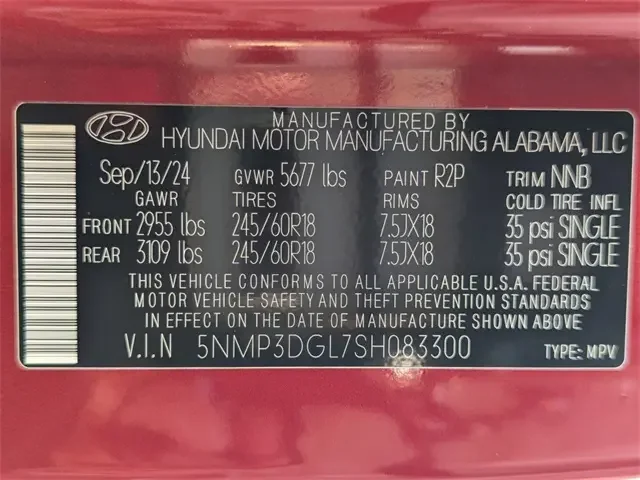 MANUFACTURED BY
HYUNDAI MOTOR MANUFACTURING ALABAMA, LLC
Sep/13/24 GVWR 5677 lbs PAINT R2P TRIM NNB
GAWR TIRES RIMS COLD TIRE INFL
FRONT 2955 lbs 245/60R18 7.5JX18 35 psi SINGLE
REAR 3109 lbs 245/60R18 7.5JX18 35 psi SINGLE
THIS VEHICLE CONFORMS TO ALL APPLICABLE U.S.A. FEDERAL
MOTOR VEHICLE SAFETY AND THEFT PREVENTION STANDARDS
IN EFFECT ON THE DATE OF MANUFACTURE SHOWN ABOVE.
V.I.N 5NMP3DGL7SH083300 TYPE: MPV